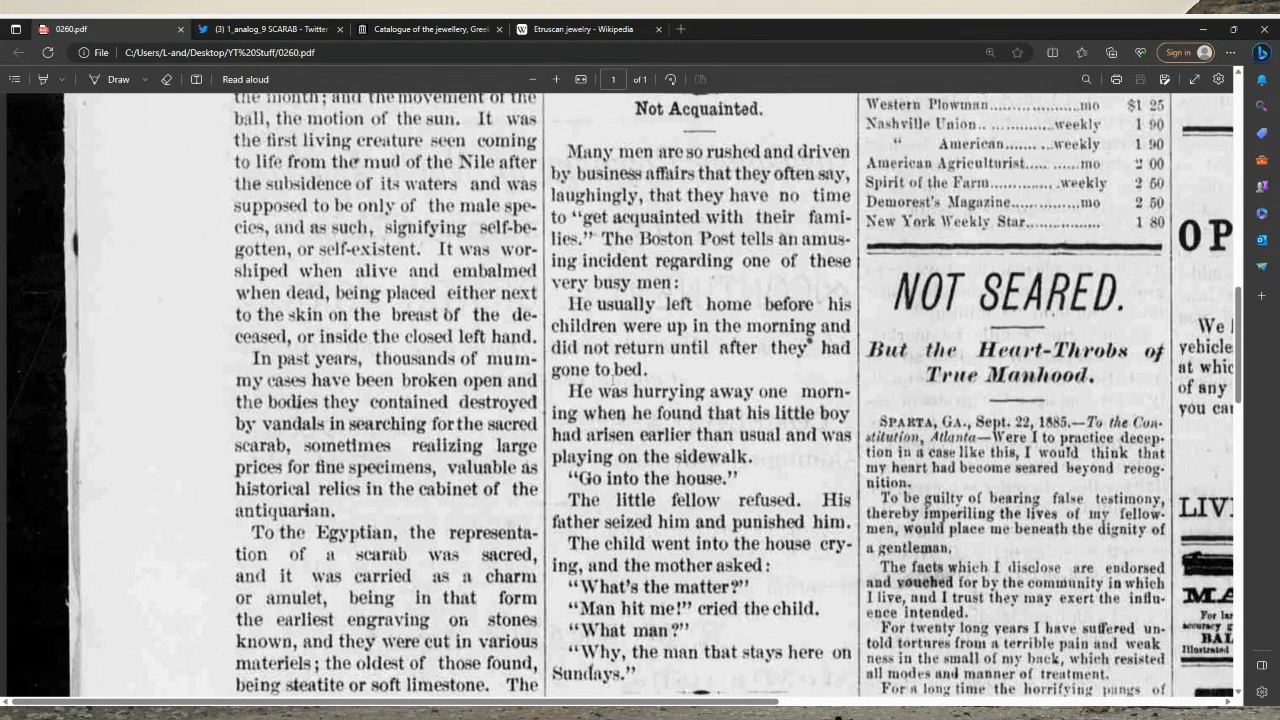 0260.pdf
(3) 1_analog_9 SCARAB - Twitter
Catalogue of the jewellery, Greek
Etruscan jewelry - Wikipedia
File
C:/Users/L-and/Desktop/YT%20Stuff/0260.pdf
Sign in
Draw
Read aloud
1
of 1
the month; and the movement of the
ball, the motion of the sun. It was
the first living creature seen coming
to life from the mud of the Nile after
the subsidence of its waters and was
supposed to be only of the male spe-
cies, and as such, signifying self-be-
gotten, or self-existent. It was wor-
shiped when alive and embalmed
when dead, being placed either next
to the skin on the breast of the de-
ceased, or inside the closed left hand.
In past years, thousands of mum-
my cases have been broken open and
the bodies they contained destroyed
by vandals in searching for the sacred
scarab, sometimes realizing large
prices for fine specimens, valuable as
historical relics in the cabinet of the
antiquarian.
To the Egyptian, the representa-
tion of a scarab was sacred,
and it was carried as a charm
or amulet, being in that form
the earliest engraving on stones
known, and they were cut in various
materiels; the oldest of those found,
being steatite or soft limestone. The
Not Acquainted.
Many men are so rushed and driven
by business affairs that they often say,
laughingly, that they have no time
to "get acquainted with their fami-
lies." The Boston Post tells an amus-
ing incident regarding one of these
very busy men:
He usually left home before his
children were up in the morning and
did not return until after they had
gone to bed.
He was hurrying away one morn-
ing when he found that his little boy
had arisen earlier than usual and was
playing on the sidewalk.
"Go into the house."
The little fellow refused. His
father seized him and punished him.
The child went into the house cry-
ing, and the mother asked:
"What's the matter?"
"Man hit me!" cried the child.
"What man?"
"Why, the man that stays here on
Sundays."
Western Plowman......................mo $1 25
Nashville Union.. ..............weekly 1 90
" American........ ...weekly 1 90
American Agriculturist..... .......mo 2 00
Spirit of the Farm............. .weekly 2 50
Demorest's Magazine.................mo 2 50
New York Weekly Star.................. 1 80
NOT SEARED.
But the Heart-Throbs of
True Manhood.
SPARTA, GA., Sept. 22, 1885.—To the Con-
stitution, Atlanta—Were I to practice decep-
tion in a case like this, I would think that
my heart had become seared beyond recog-
nition.
To be guilty of bearing false testimony,
thereby imperiling the lives of my fellow-
men, would place me beneath the dignity of
a gentleman.
The facts which I disclose are endorsed
and vouched for by the community in which
I live, and I trust they may exert the influ-
ence intended.
For twenty long years I have suffered un-
told tortures from a terrible pain and weak
ness in the small of my back, which resisted
all modes and manner of treatment.
For a long time the horrifying pangs of
OP
We
vehicle
at whic
of any
you can
LIV
MA
For
accuracy
BAL
Illustrated